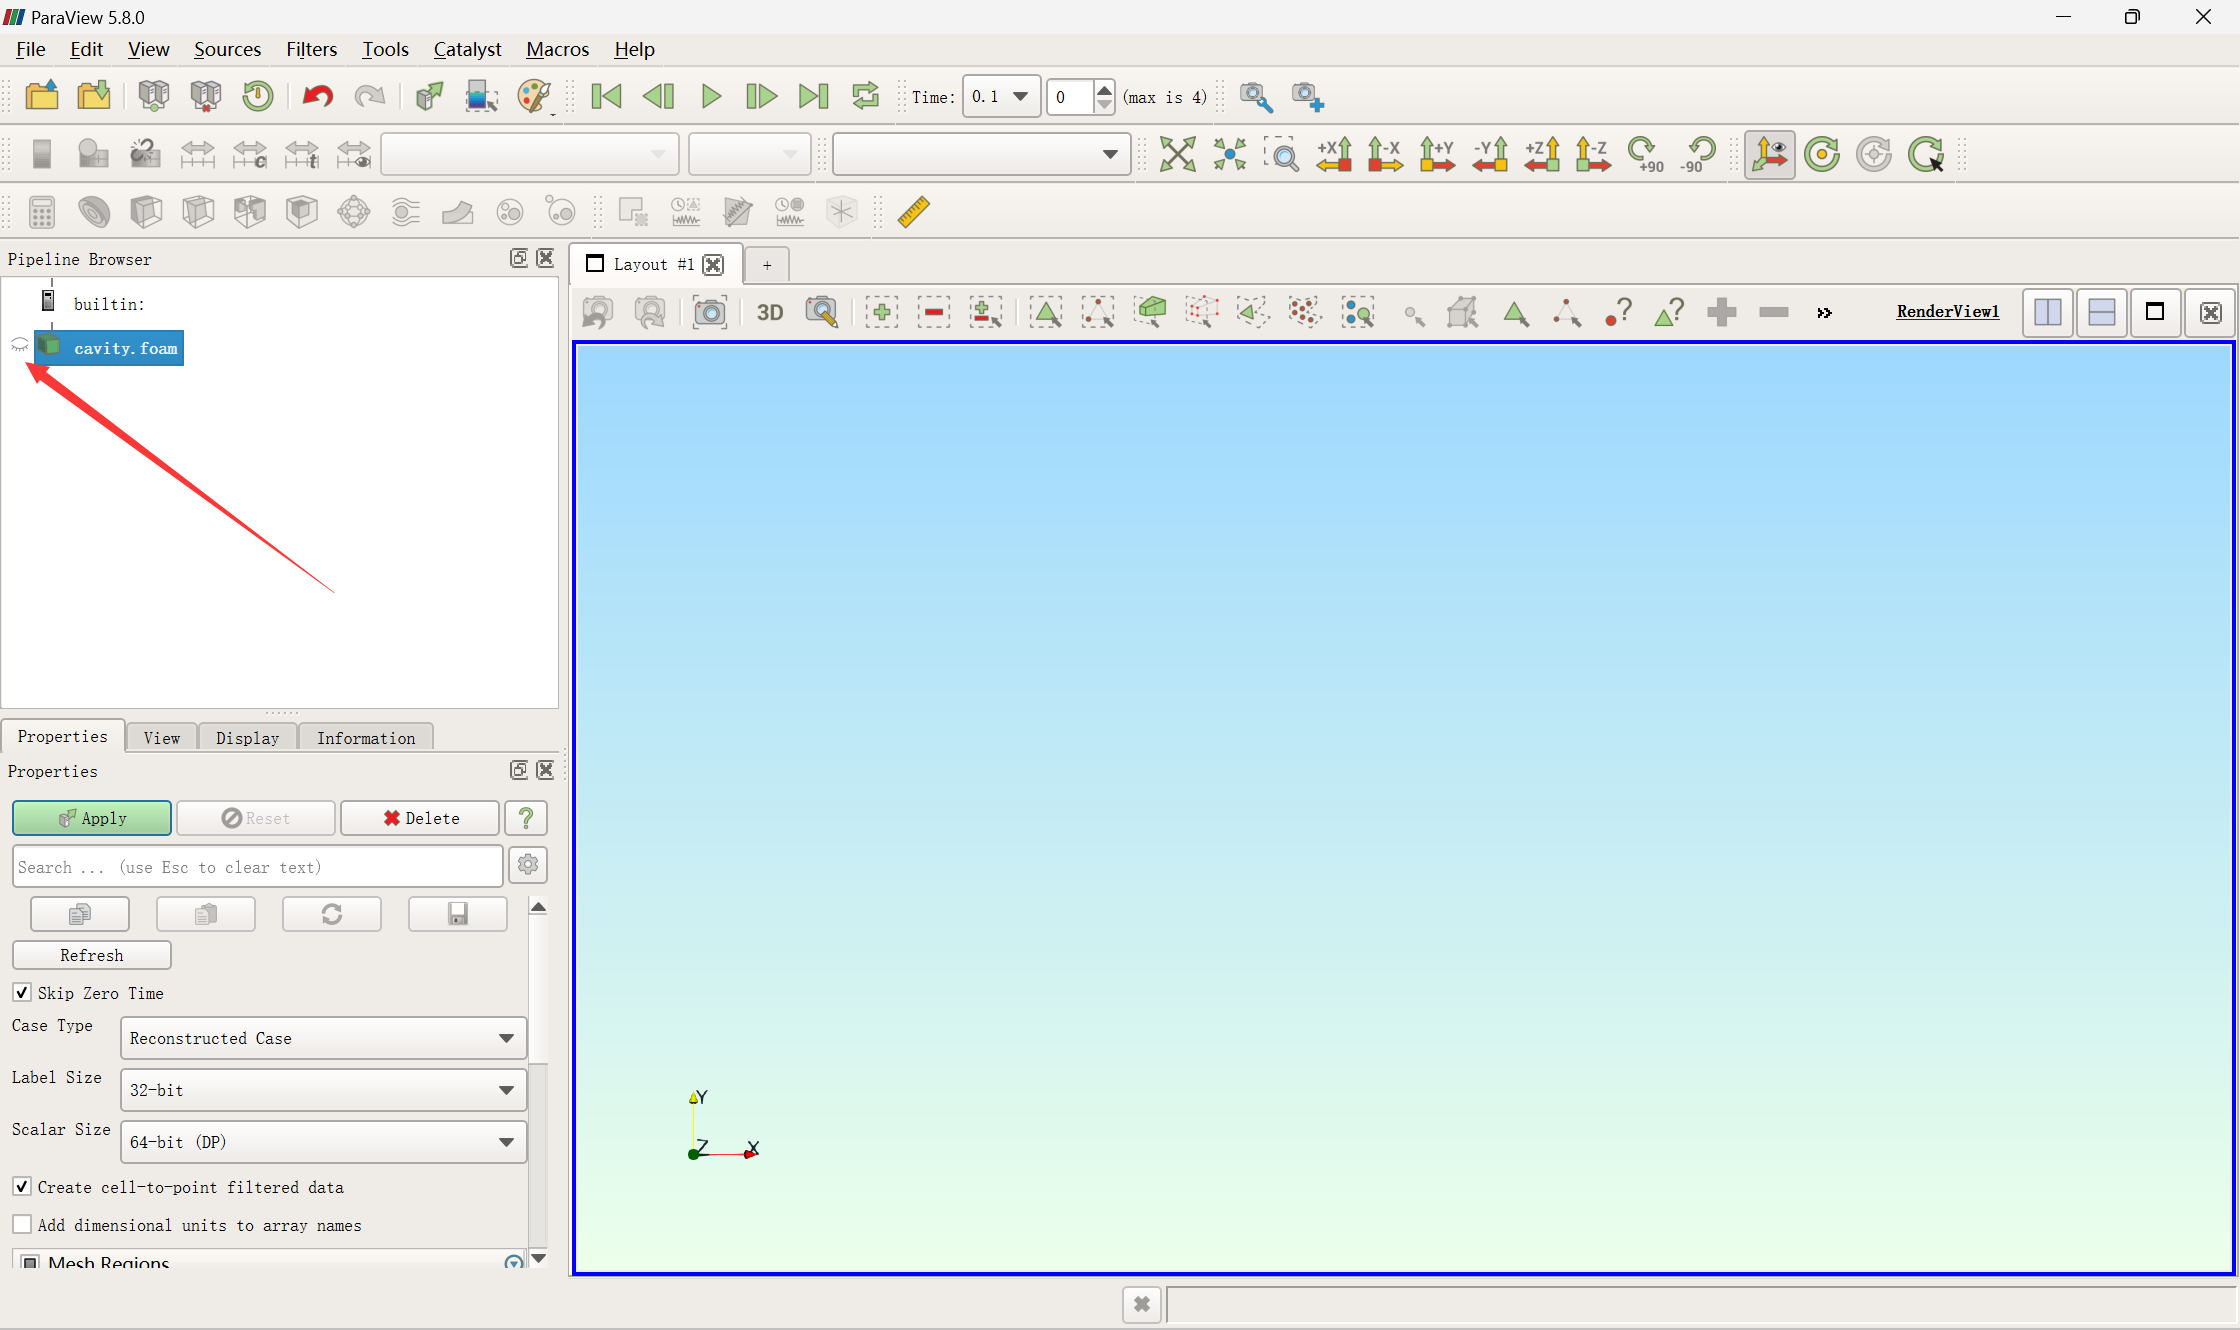 ParaView 5.8.0
File Edit View Sources Filters Tools Catalyst Macros Help
Time: 0.1 0 (max is 4)
c t +X -X +Y -Y +Z -Z +90 -90
Pipeline Browser
builtin:
cavity.foam
Layout #1 +
3D RenderView1
Y
Z X
Properties View Display Information
Properties
Apply Reset Delete ?
Search ... (use Esc to clear text)
Refresh
Skip Zero Time
Case Type Reconstructed Case
Label Size 32-bit
Scalar Size 64-bit (DP)
Create cell-to-point filtered data
Add dimensional units to array names
Mesh Regions